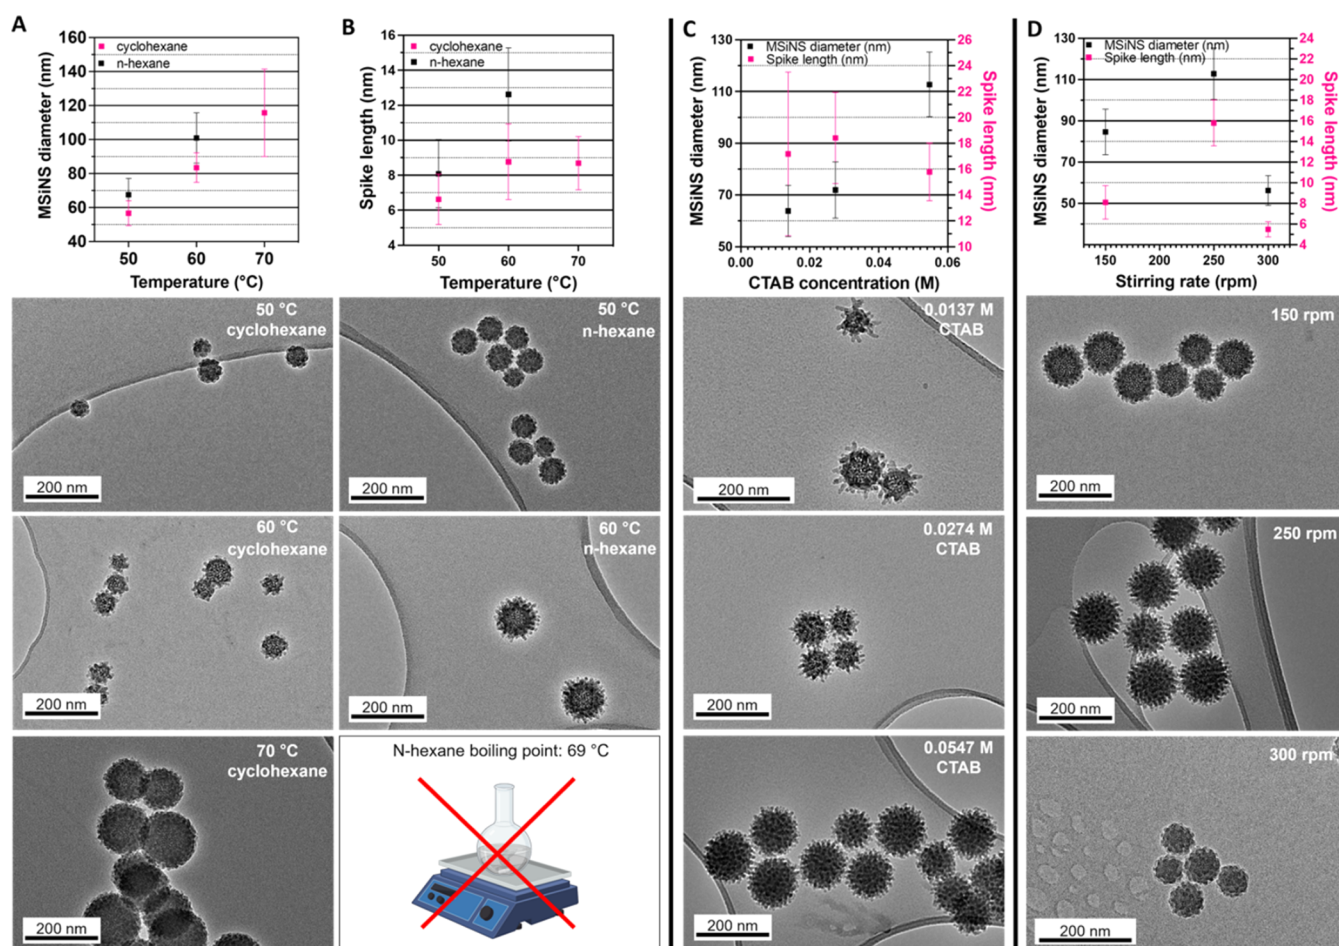 A
160
140
120
100
80
60
40
MSiNS diameter (nm)
cyclohexane
n-hexane
50
60
70
Temperature (°C)
B
16
14
12
10
8
6
4
Spike length (nm)
cyclohexane
n-hexane
50
60
70
Temperature (°C)
C
130
110
90
70
50
MSiNS diameter (nm)
MSiNS diameter (nm)
Spike length (nm)
26
24
22
20
18
16
14
12
10
Spike length (nm)
0.00
0.02
0.04
0.06
CTAB concentration (M)
D
130
110
90
70
50
MSiNS diameter (nm)
MSiNS diameter (nm)
Spike length (nm)
24
22
20
18
16
14
12
10
8
6
4
Spike length (nm)
150
200
250
300
Stirring rate (rpm)
50 °C
cyclohexane
200 nm
50 °C
n-hexane
200 nm
0.0137 M
CTAB
200 nm
150 rpm
200 nm
60 °C
cyclohexane
200 nm
60 °C
n-hexane
200 nm
0.0274 M
CTAB
200 nm
250 rpm
200 nm
70 °C
cyclohexane
200 nm
N-hexane boiling point: 69 °C
0.0547 M
CTAB
200 nm
300 rpm
200 nm